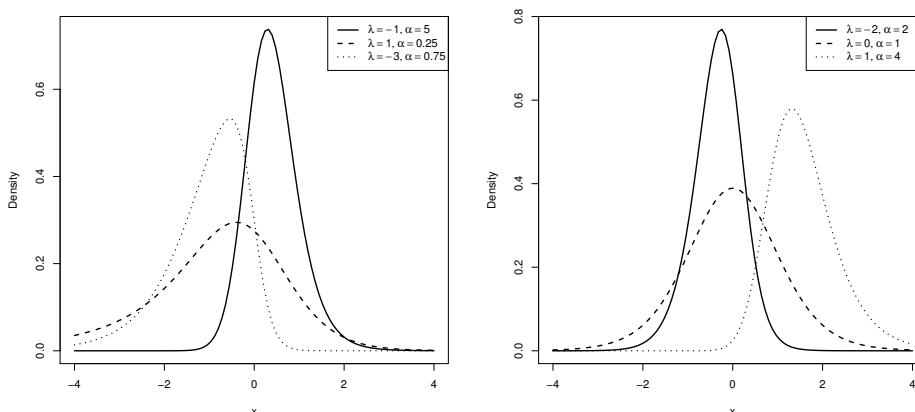 λ = −1, α = 5
λ = 1, α = 0.25
λ = −3, α = 0.75
Density
0.0
0.2
0.4
0.6
−4
−2
0
2
4
x
λ = −2, α = 2
λ = 0, α = 1
λ = 1, α = 4
Density
0.0
0.2
0.4
0.6
0.8
−4
−2
0
2
4
x